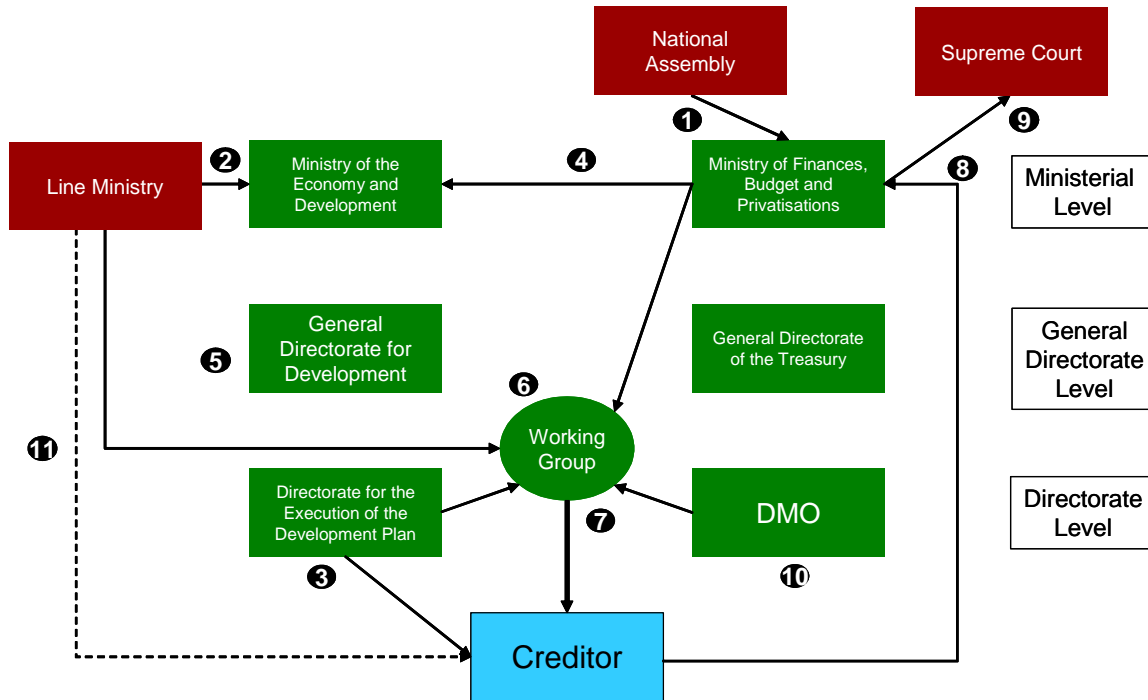 National
Assembly
Supreme Court
1
9
2
4
8
Line Ministry
Ministry of the
Economy and
Development
Ministry of Finances,
Budget and
Privatisations
Ministerial
Level
General
Directorate for
Development
General Directorate
of the Treasury
General
Directorate
Level
5
6
11
Working
Group
Directorate for the
Execution of the
Development Plan
DMO
Directorate
Level
7
3
10
Creditor